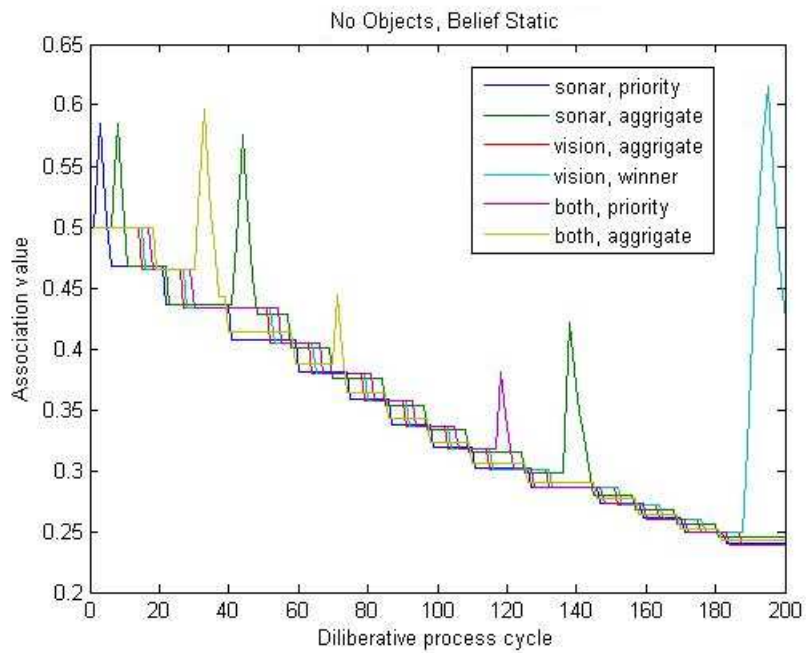 No Objects, Belief Static
0.65
0.6
0.55
0.5
0.45
0.4
0.35
0.3
0.25
0.2
Association value
sonar, priority
sonar, aggrigate
vision, aggrigate
vision, winner
both, priority
both, aggrigate
0 20 40 60 80 100 120 140 160 180 200
Diliberative process cycle